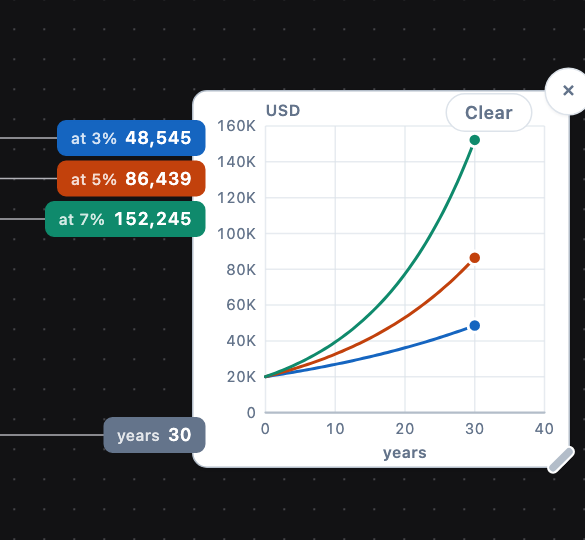 ×
USD
Clear
160K
at 3% 48,545
140K
at 5% 86,439
120K
at 7% 152,245
100K
80K
60K
40K
20K
0
years 30
0 10 20 30 40
years